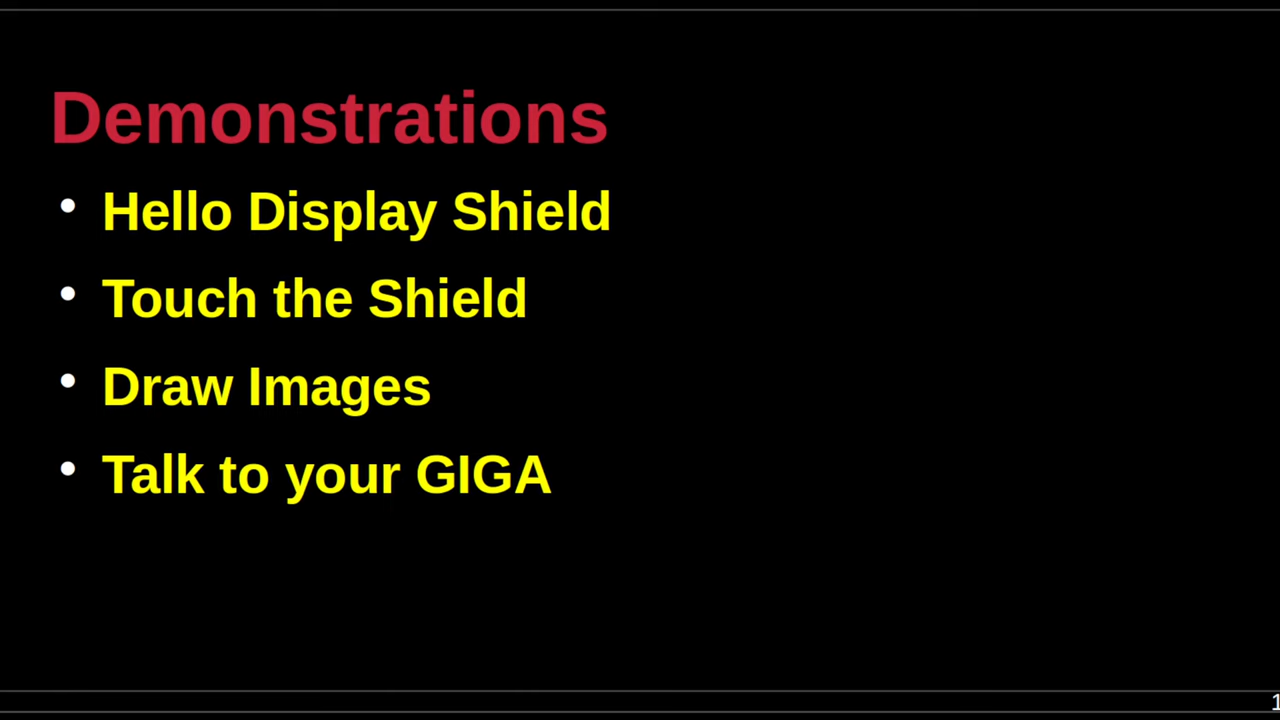 Demonstrations
• Hello Display Shield
• Touch the Shield
• Draw Images
• Talk to your GIGA